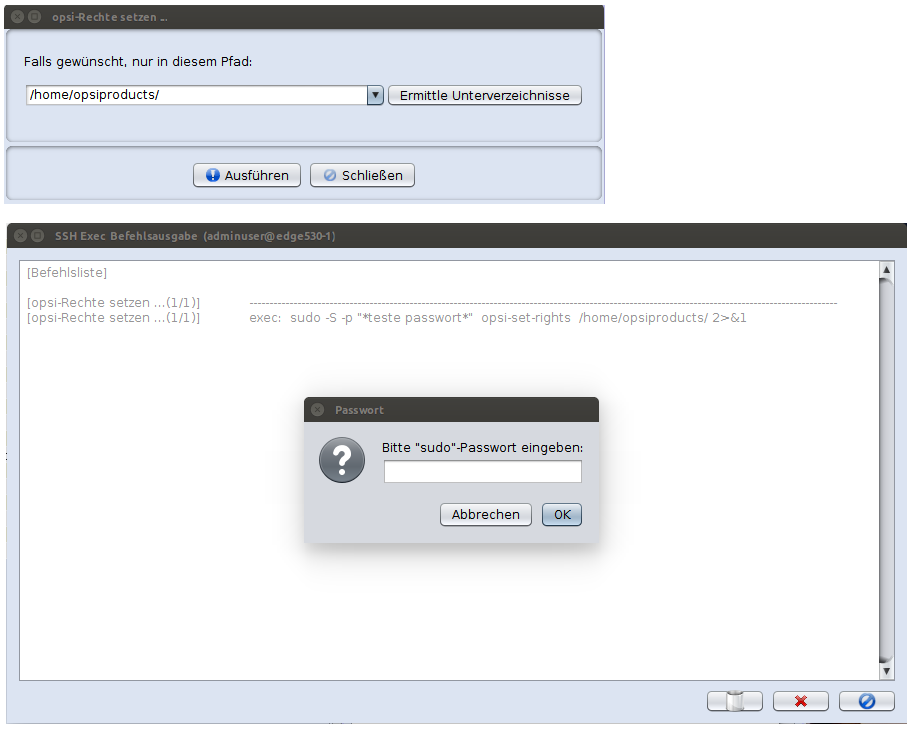 opsi-Rechte setzen ...
Falls gewünscht, nur in diesem Pfad:
/home/opsiproducts/ Ermittle Unterverzeichnisse
Ausführen Schließen
SSH Exec Befehlsausgabe (adminuser@edge530-1)
[Befehlsliste]
[opsi-Rechte setzen ...(1/1)] ----------------------------------------------------------------------------------------------------------------------------------------------------
[opsi-Rechte setzen ...(1/1)] exec: sudo -S -p "*teste passwort*" opsi-set-rights /home/opsiproducts/ 2>&1
Passwort
Bitte "sudo"-Passwort eingeben:
Abbrechen OK